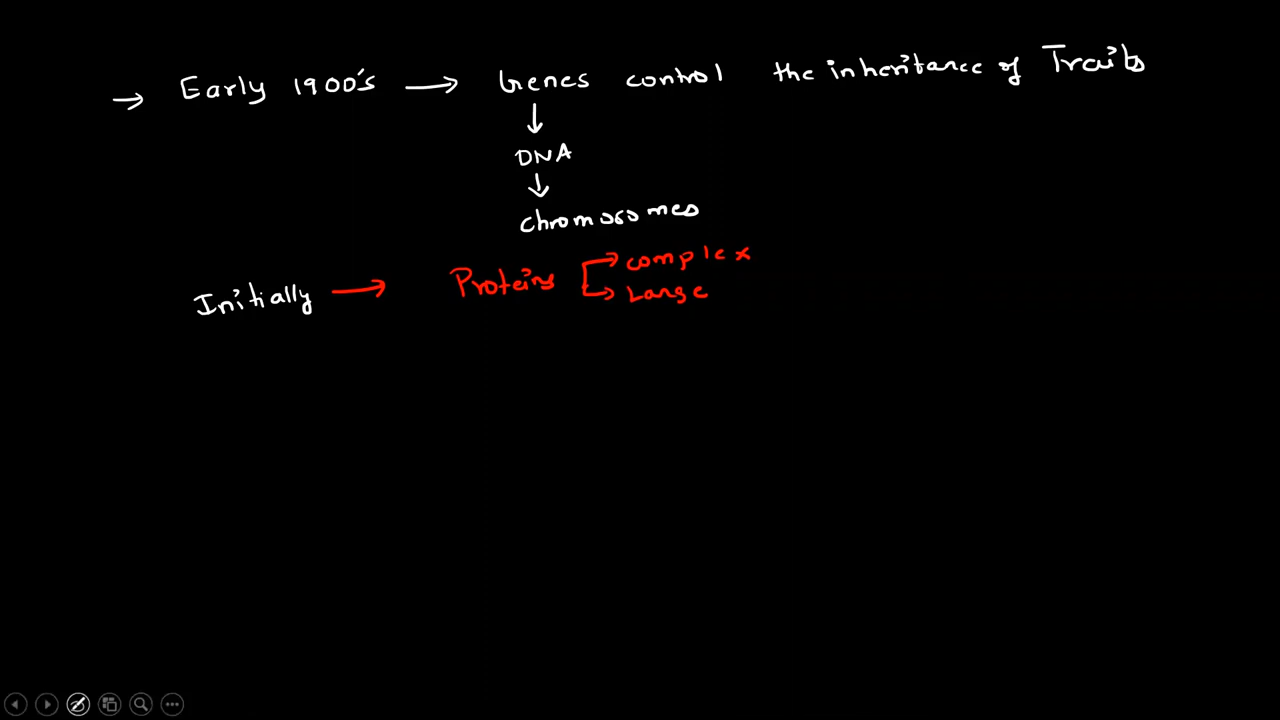 → Early 1900's → Genes control the inheritance of Traits
↓
DNA
↓
Chromosomes
Initially → Proteins → complex
→ Large